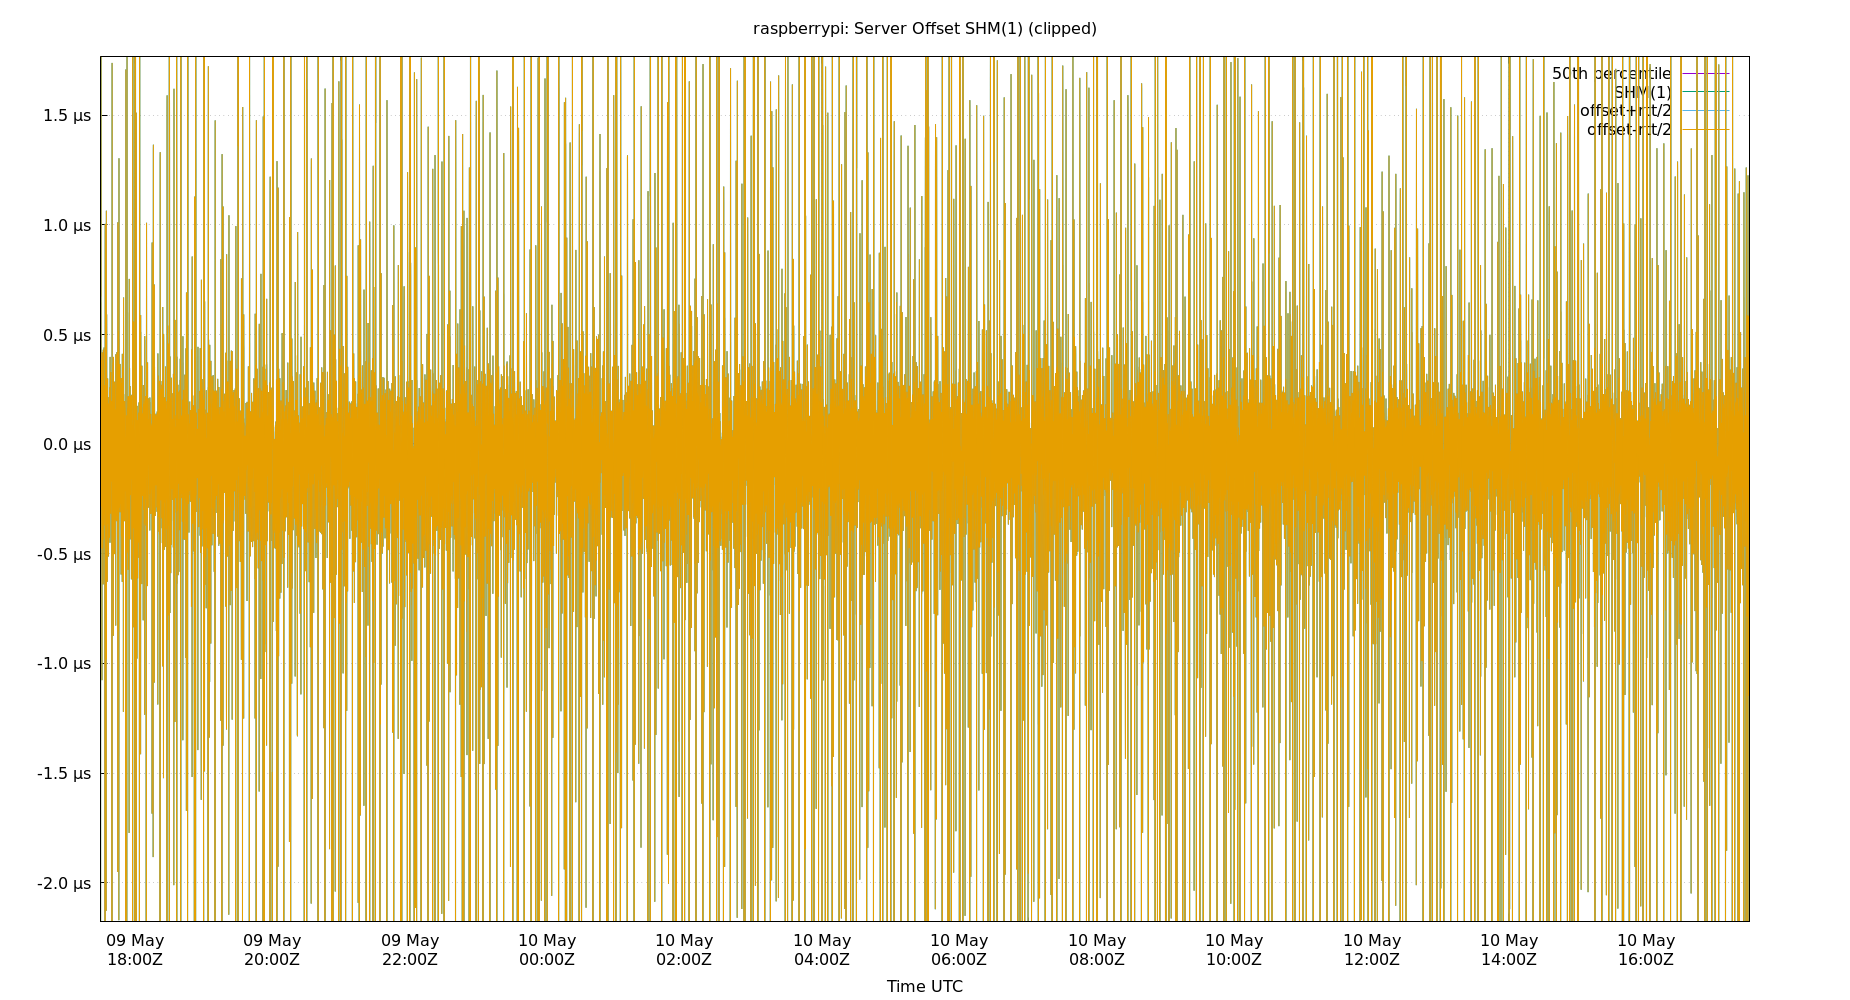 raspberrypi: Server Offset SHM(1) (clipped)
50th percentile
SHM(1)
offset+rtt/2
offset-rtt/2
1.5 µs
1.0 µs
0.5 µs
0.0 µs
-0.5 µs
-1.0 µs
-1.5 µs
-2.0 µs
09 May 09 May 09 May 10 May 10 May 10 May 10 May 10 May 10 May 10 May 10 May 10 May
18:00Z 20:00Z 22:00Z 00:00Z 02:00Z 04:00Z 06:00Z 08:00Z 10:00Z 12:00Z 14:00Z 16:00Z
Time UTC